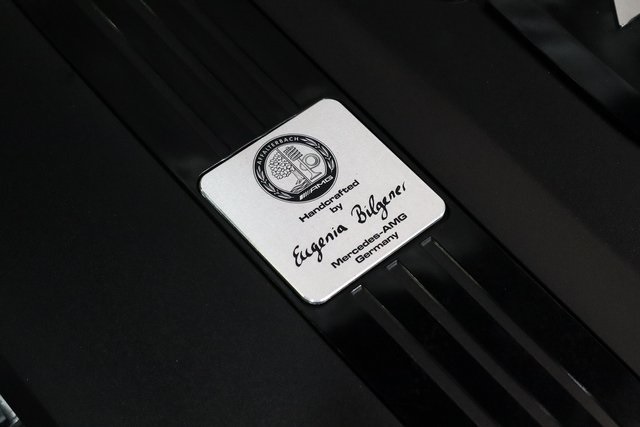 AFFALTERBACH
AMG
Handcrafted
by
Eugenia Bilgener
Mercedes-AMG
Germany